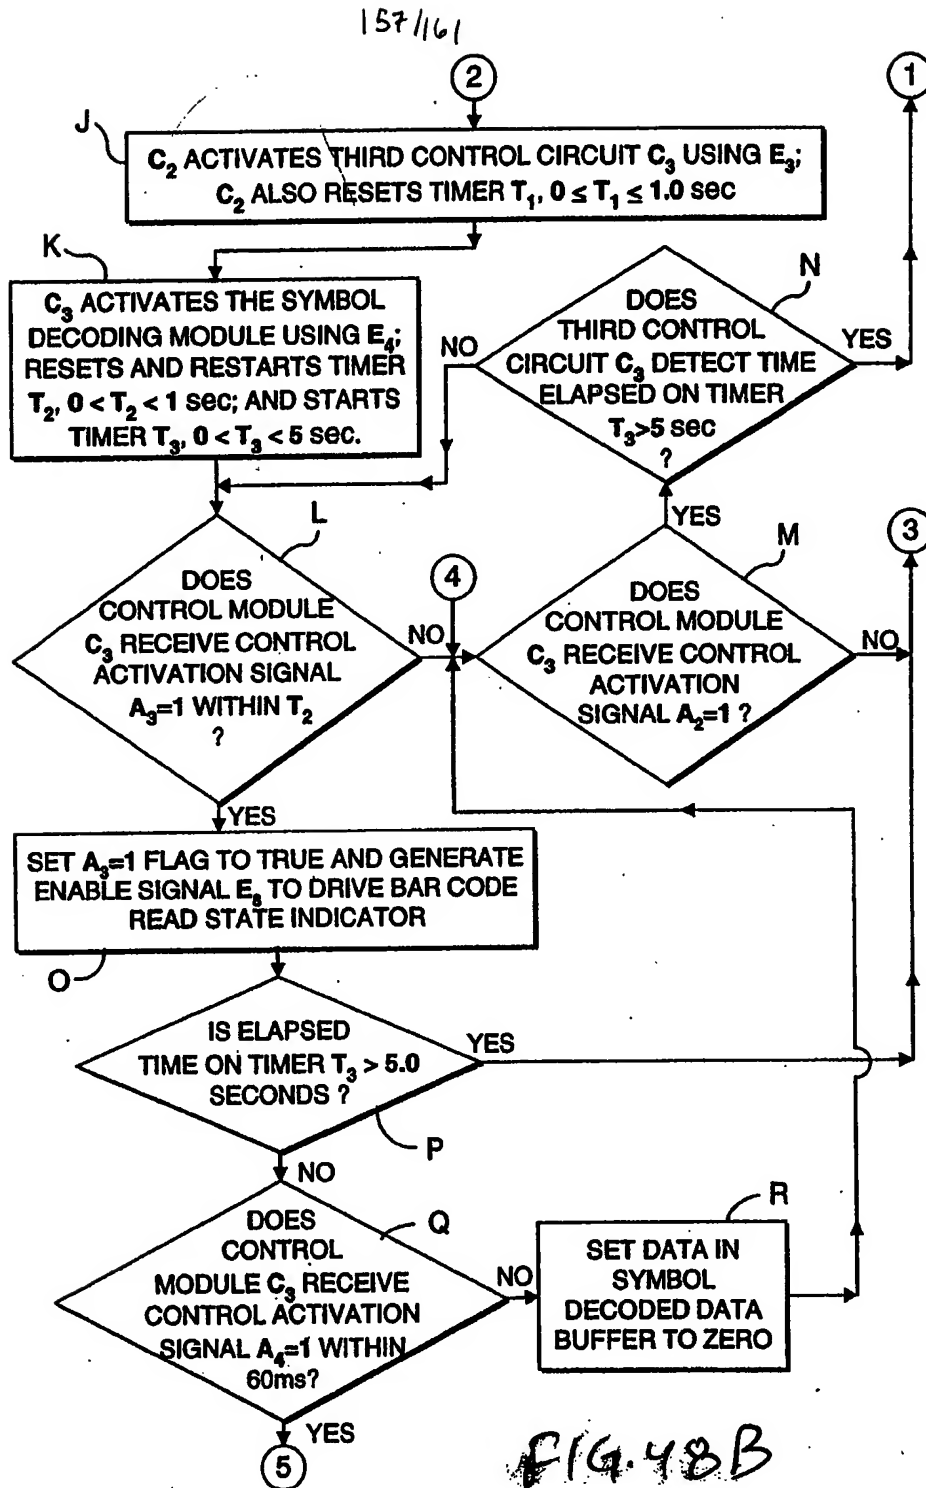 157/161
2
1
J
C₂ ACTIVATES THIRD CONTROL CIRCUIT C₃ USING E₃;
C₂ ALSO RESETS TIMER T₁, 0 ≤ T₁ ≤ 1.0 sec
K
C₃ ACTIVATES THE SYMBOL
DECODING MODULE USING E₄;
RESETS AND RESTARTS TIMER
T₂, 0 < T₂ < 1 sec; AND STARTS
TIMER T₃, 0 < T₃ < 5 sec.
N
DOES
THIRD CONTROL
CIRCUIT C₃ DETECT TIME
ELAPSED ON TIMER
T₃>5 sec
?
NO
YES
L
DOES
CONTROL MODULE
C₃ RECEIVE CONTROL
ACTIVATION SIGNAL
A₃=1 WITHIN T₂
?
NO
YES
4
YES
M
DOES
CONTROL MODULE
C₃ RECEIVE CONTROL
ACTIVATION
SIGNAL A₂=1 ?
NO
3
SET A₃=1 FLAG TO TRUE AND GENERATE
ENABLE SIGNAL E₈ TO DRIVE BAR CODE
READ STATE INDICATOR
O
IS ELAPSED
TIME ON TIMER T₃ > 5.0
SECONDS ?
YES
P
NO
Q
DOES
CONTROL
MODULE C₃ RECEIVE
CONTROL ACTIVATION
SIGNAL A₄=1 WITHIN
60ms?
NO
R
SET DATA IN
SYMBOL
DECODED DATA
BUFFER TO ZERO
YES
5
FIG. 48B